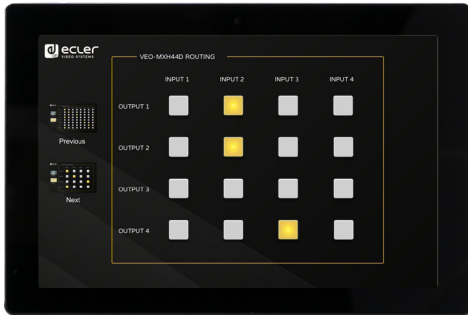 ecler
VIDEO SYSTEMS
VEO-MXH44D ROUTING
INPUT 1 INPUT 2 INPUT 3 INPUT 4
OUTPUT 1
OUTPUT 2
OUTPUT 3
OUTPUT 4
Previous
Next